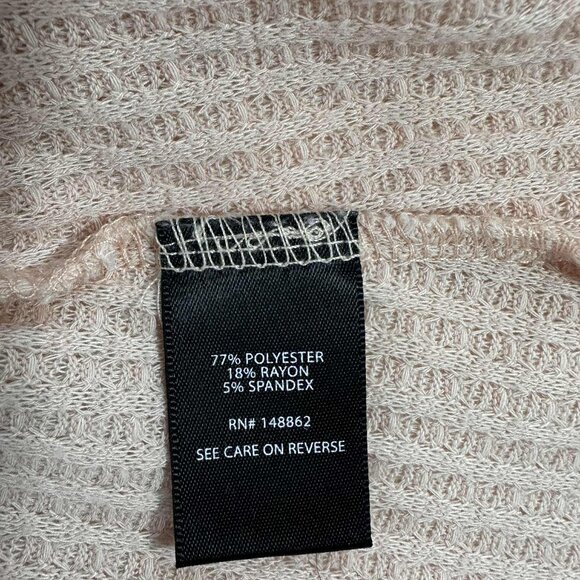 77% POLYESTER
18% RAYON
5% SPANDEX
RN# 148862
SEE CARE ON REVERSE